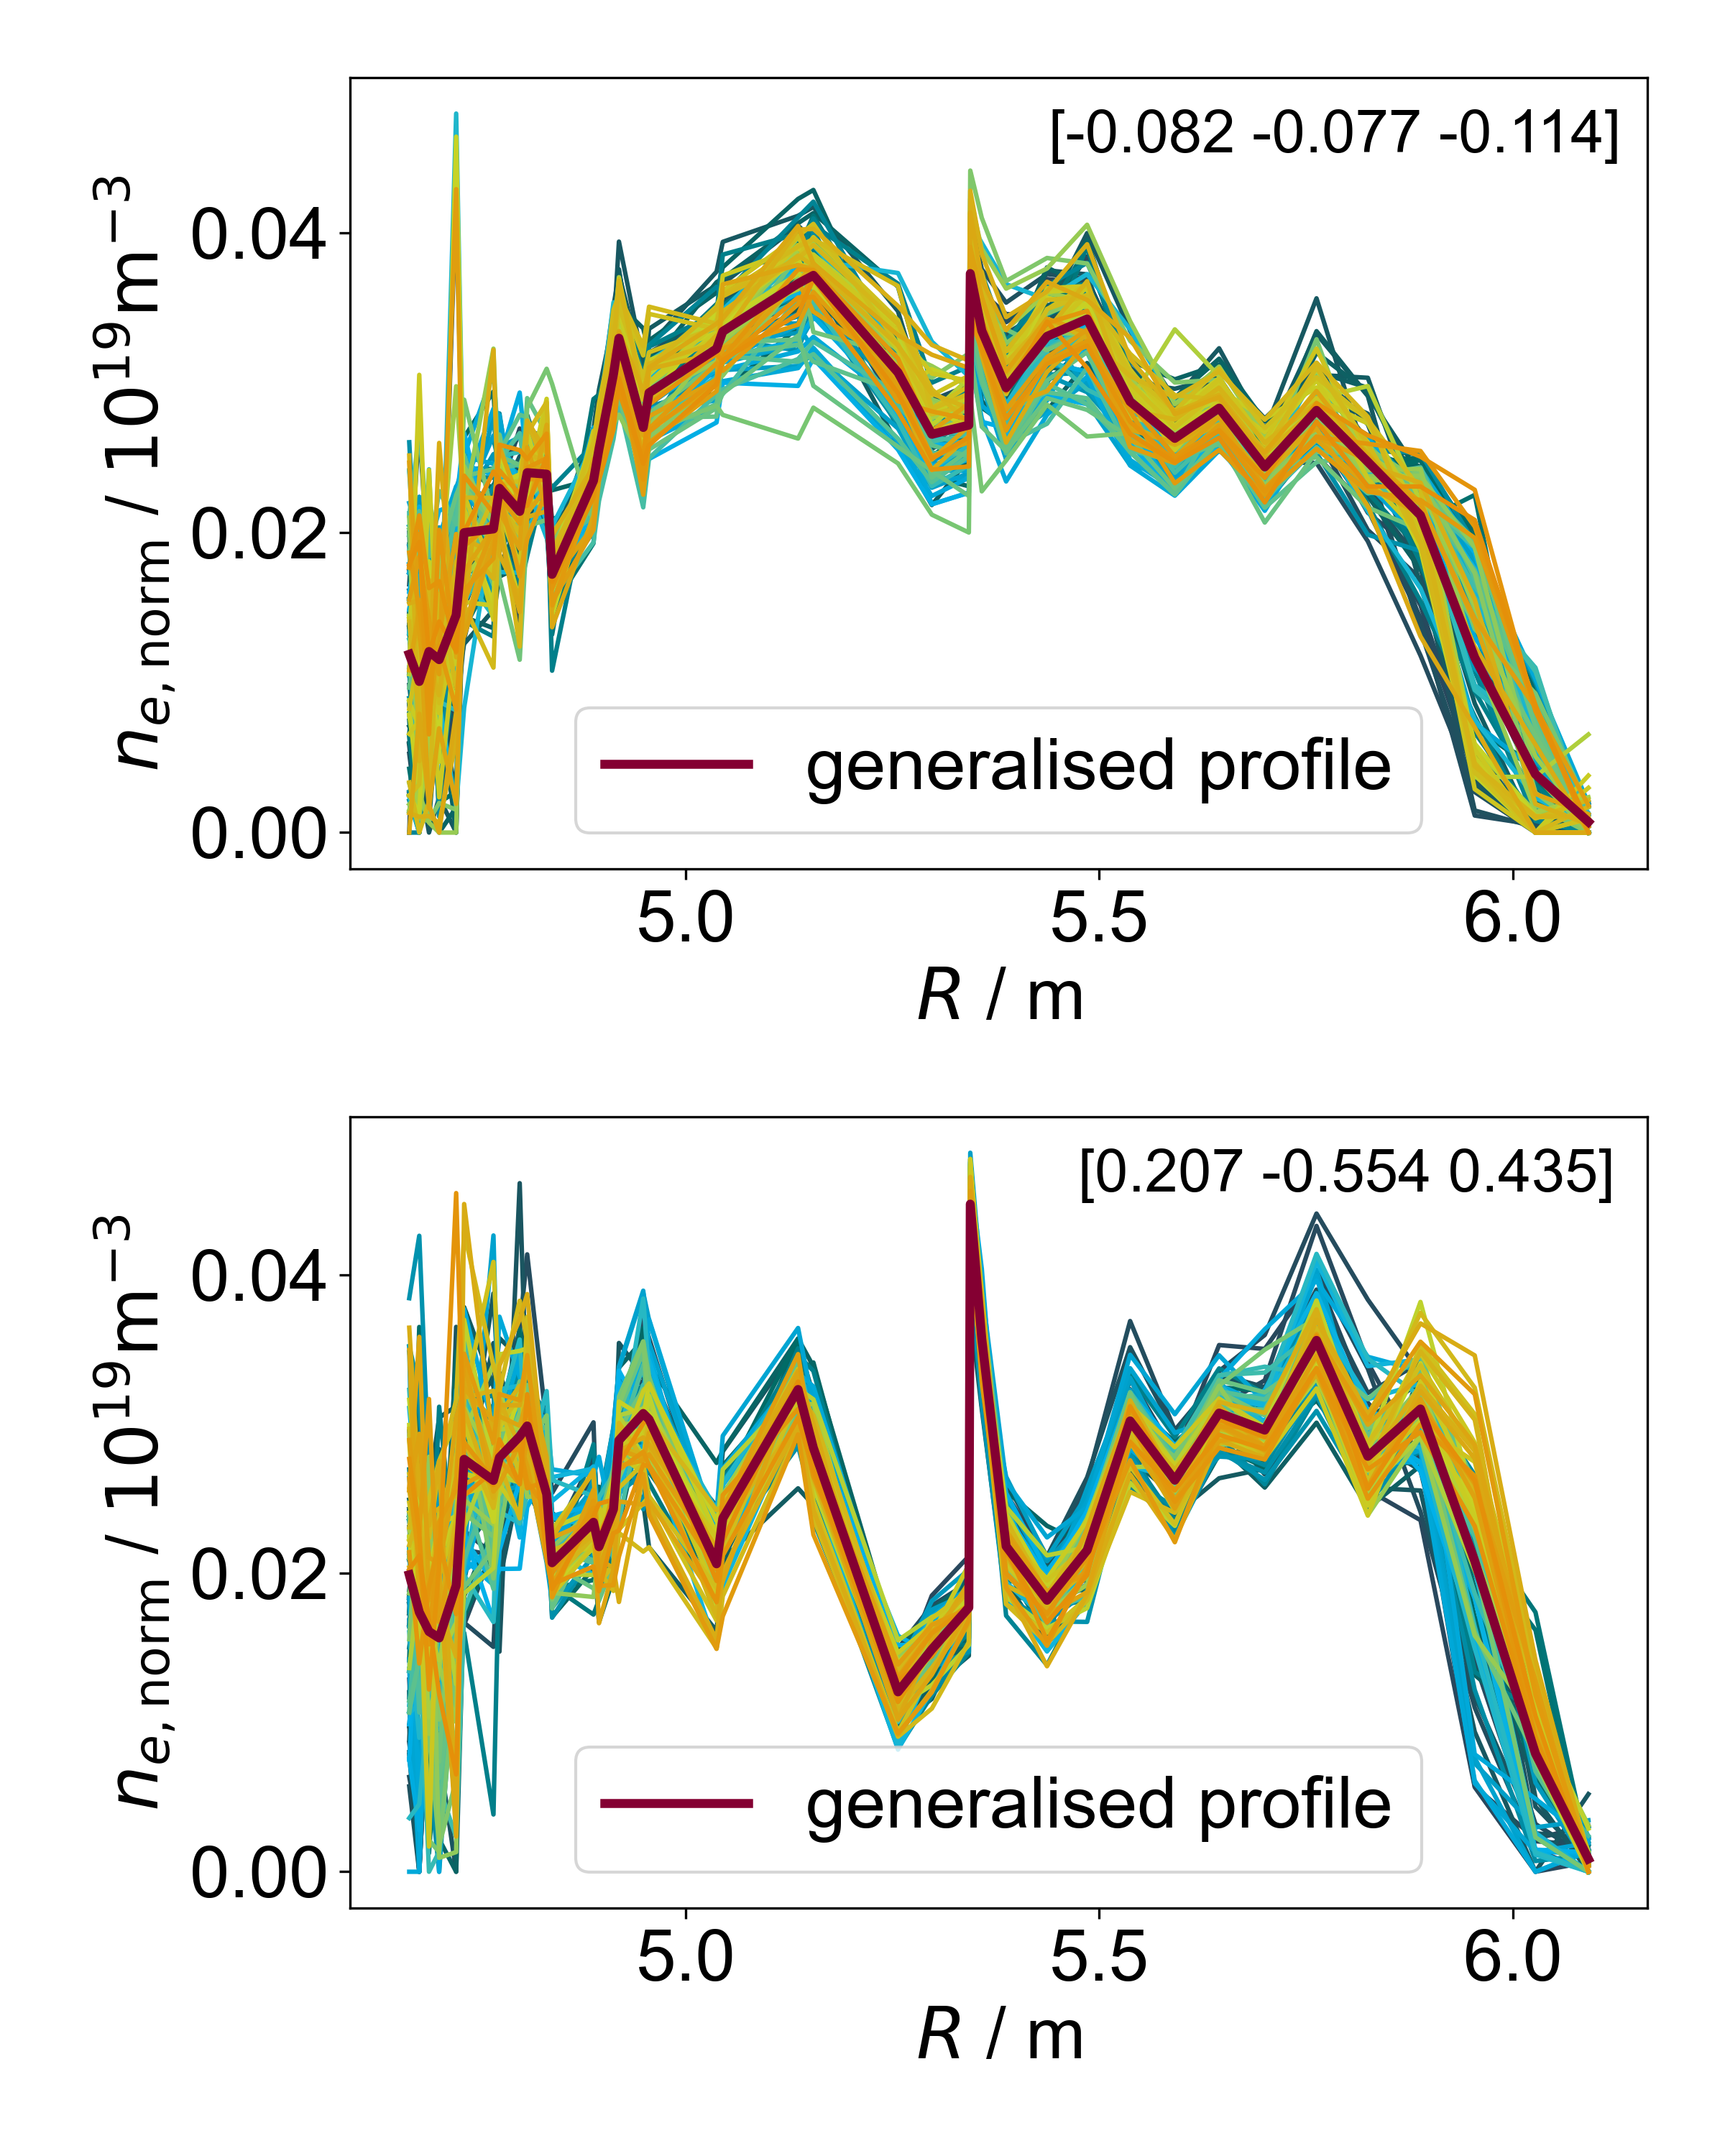 [-0.082 -0.077 -0.114]
0.04
0.02
0.00
n_{e, norm} / 10^{19}m^{-3}
generalised profile
5.0 5.5 6.0
R / m
[0.207 -0.554 0.435]
0.04
0.02
0.00
n_{e, norm} / 10^{19}m^{-3}
generalised profile
5.0 5.5 6.0
R / m